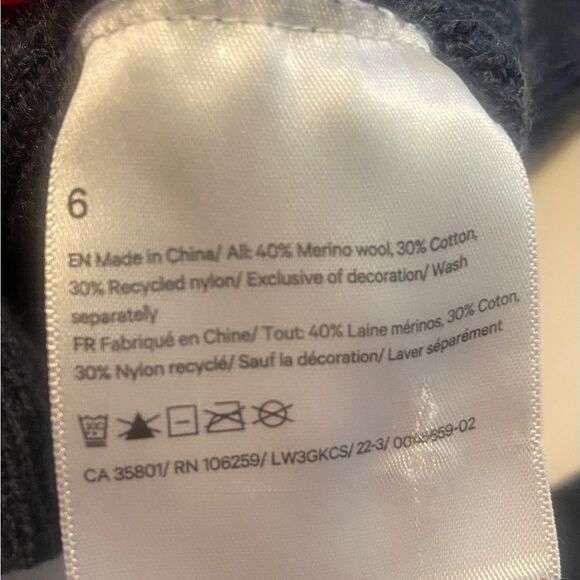 6
EN Made in China/ All: 40% Merino wool, 30% Cotton,
30% Recycled nylon/ Exclusive of decoration/ Wash
separately
FR Fabriqué en Chine/ Tout: 40% Laine mérinos, 30% Coton,
30% Nylon recyclé/ Sauf la décoration/ Laver séparément
30C
CA 35801/ RN 106259/ LW3GKCS/ 22-3/